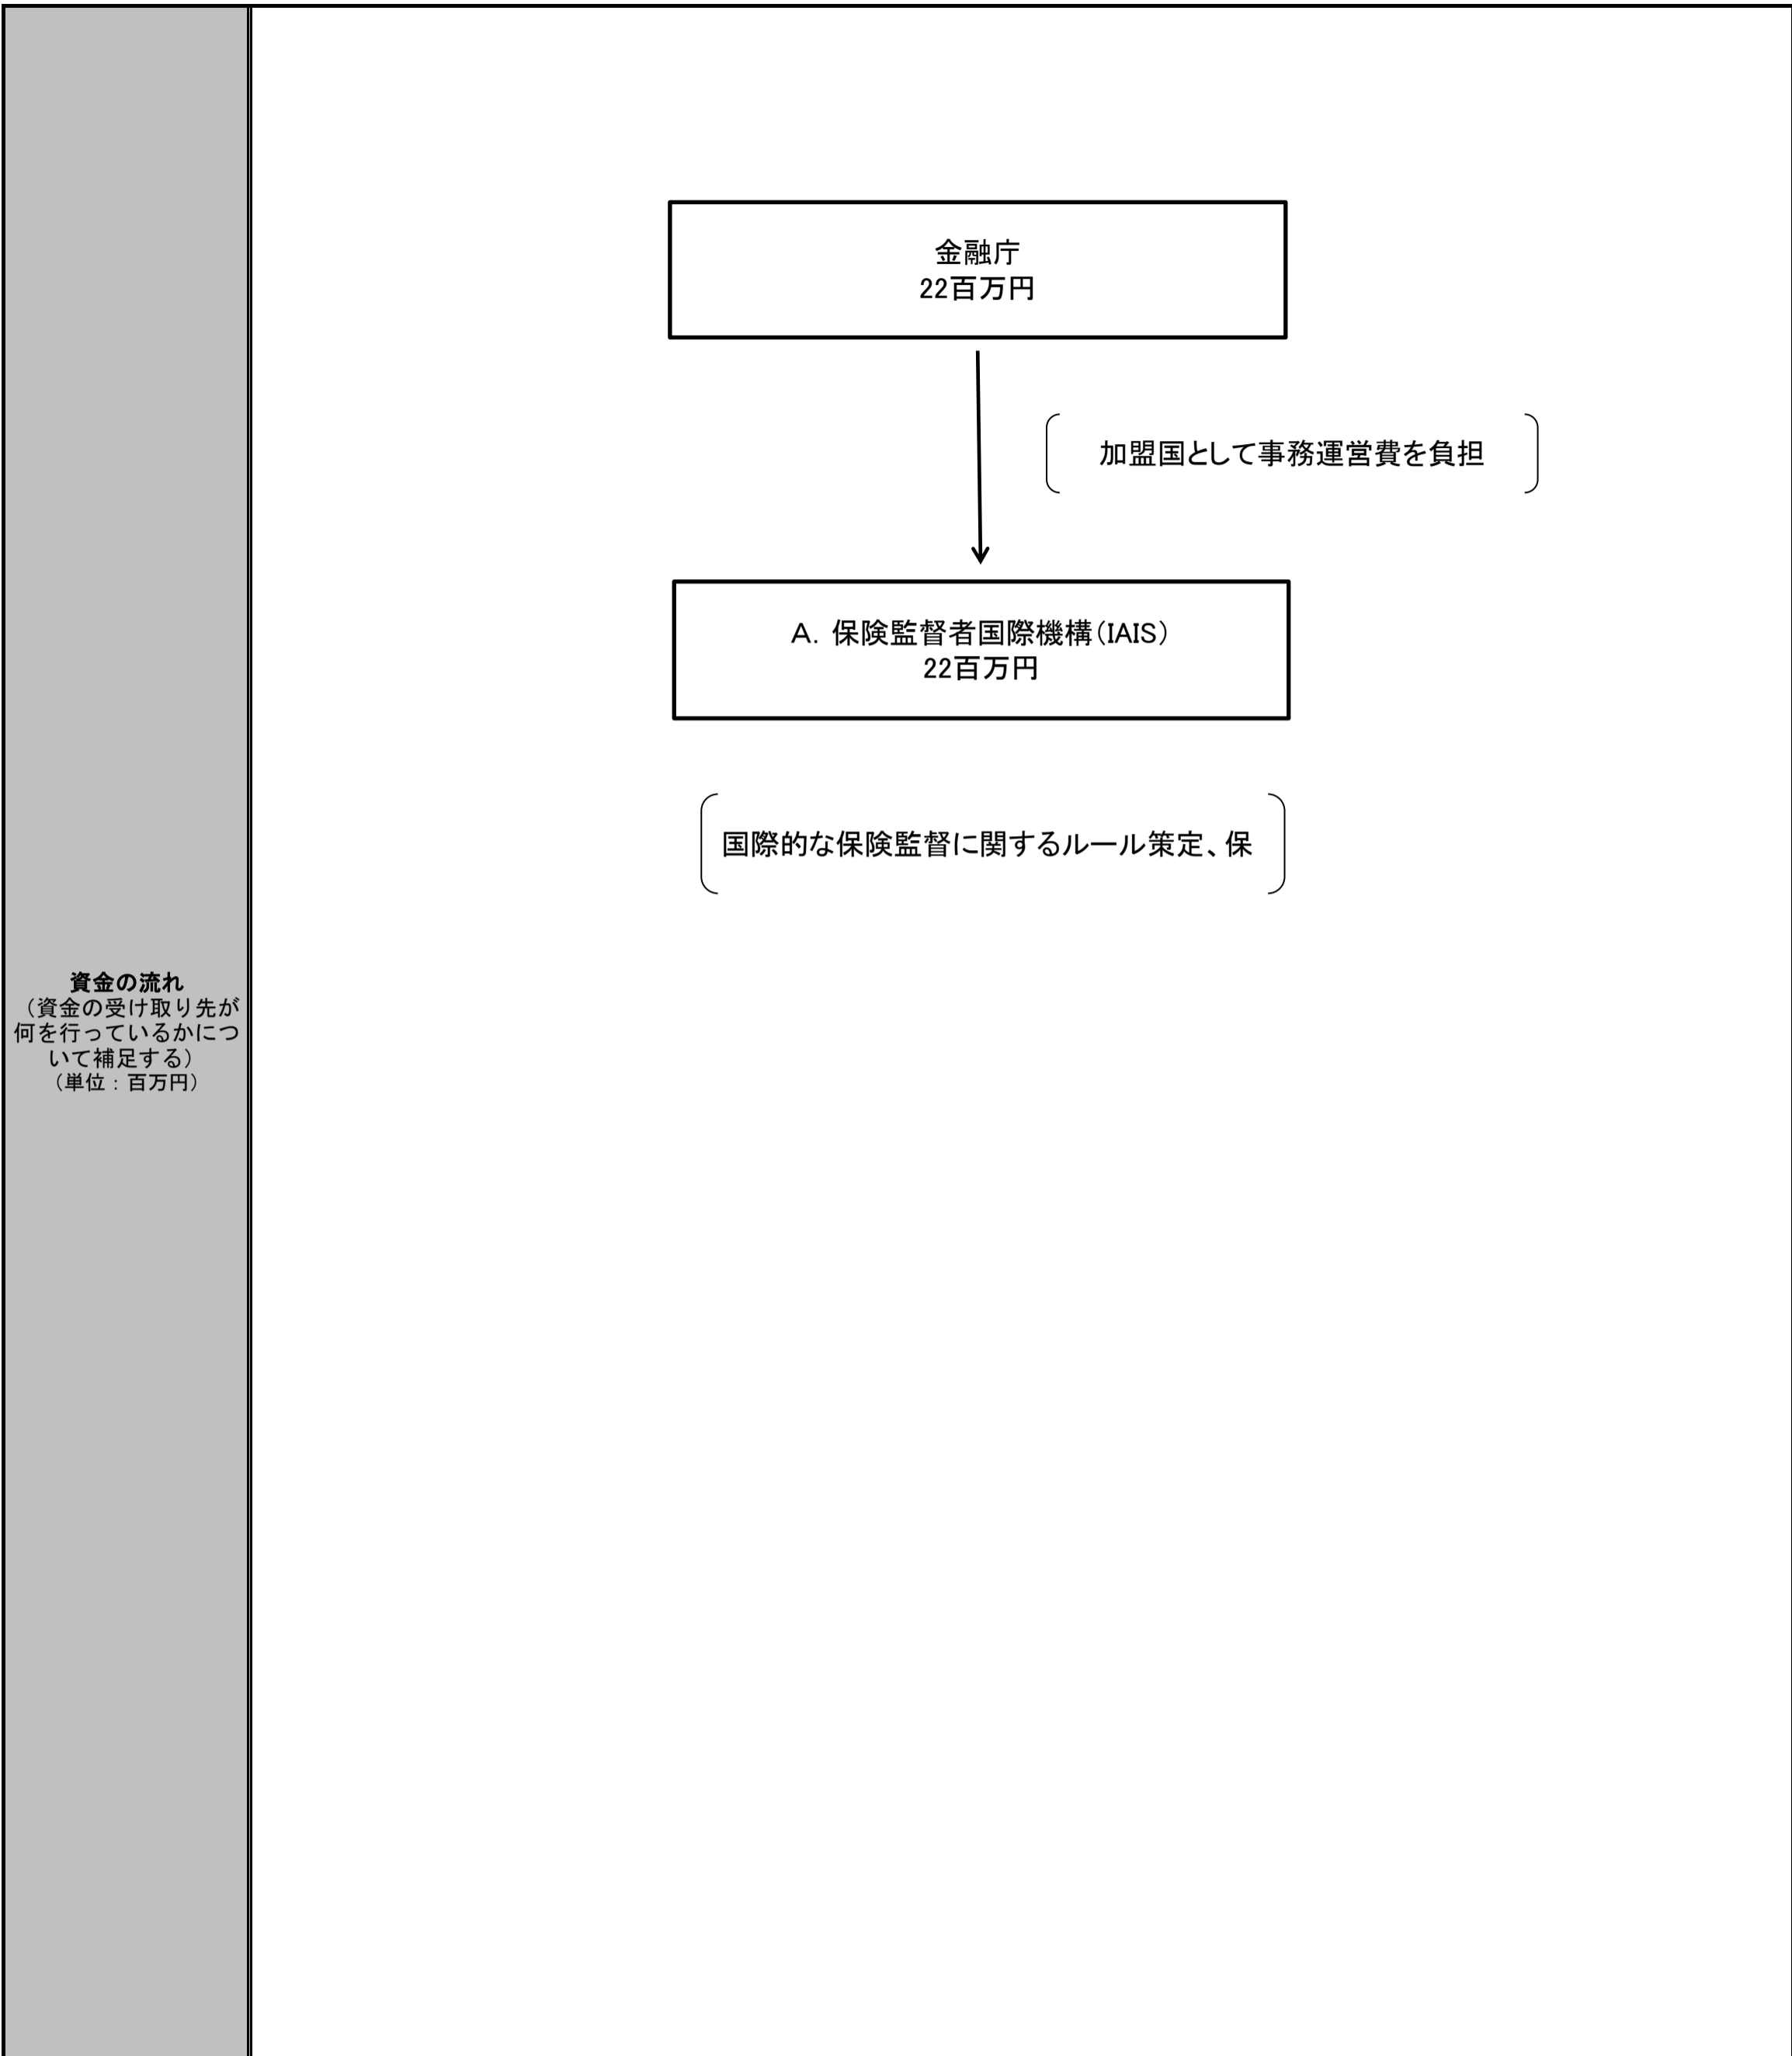 金融庁
22百万円
加盟国として事務運営費を負担
A．保険監督者国際機構(IAIS)
22百万円
国際的な保険監督に関するルール策定、保
資金の流れ
（資金の受け取り先が
何を行っているかにつ
いて補足する）
（単位：百万円）